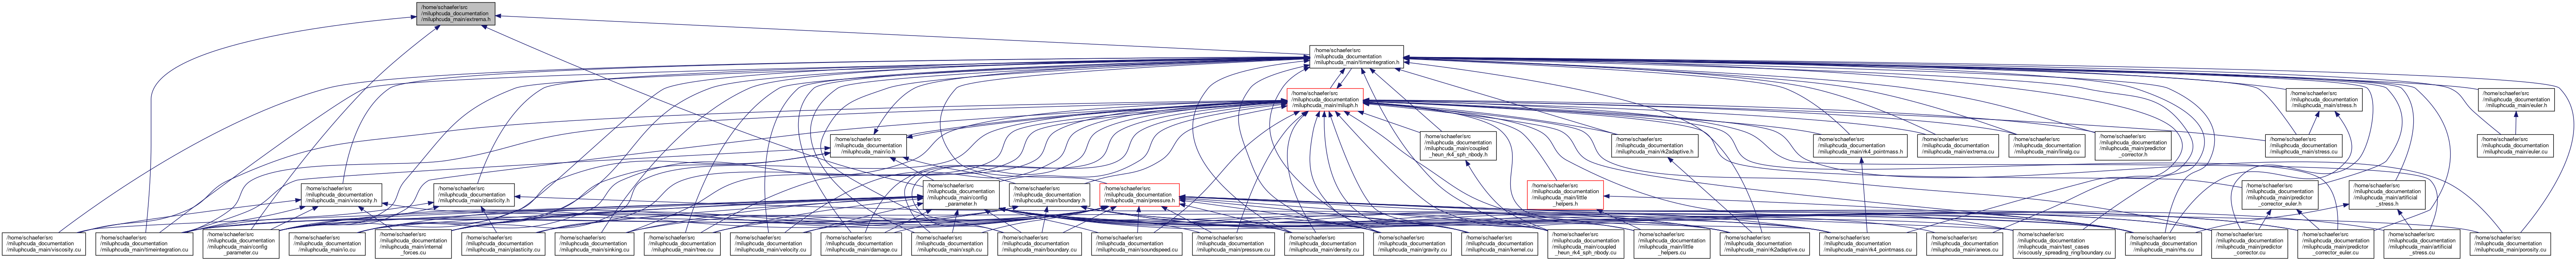 /home/schaefer/src
/miluphcuda_documentation
/miluphcuda_main/extrema.h
/home/schaefer/src
/miluphcuda_documentation
/miluphcuda_main/timeintegration.h
/home/schaefer/src
/miluphcuda_documentation
/miluphcuda_main/miluph.h
/home/schaefer/src
/miluphcuda_documentation
/miluphcuda_main/stress.h
/home/schaefer/src
/miluphcuda_documentation
/miluphcuda_main/euler.h
/home/schaefer/src
/miluphcuda_documentation
/miluphcuda_main/io.h
/home/schaefer/src
/miluphcuda_documentation
/miluphcuda_main/coupled
_heun_rk4_sph_nbody.h
/home/schaefer/src
/miluphcuda_documentation
/miluphcuda_main/rk2adaptive.h
/home/schaefer/src
/miluphcuda_documentation
/miluphcuda_main/rk4_pointmass.h
/home/schaefer/src
/miluphcuda_documentation
/miluphcuda_main/extrema.cu
/home/schaefer/src
/miluphcuda_documentation
/miluphcuda_main/linalg.cu
/home/schaefer/src
/miluphcuda_documentation
/miluphcuda_main/predictor
_corrector.h
/home/schaefer/src
/miluphcuda_documentation
/miluphcuda_main/stress.cu
/home/schaefer/src
/miluphcuda_documentation
/miluphcuda_main/euler.cu
/home/schaefer/src
/miluphcuda_documentation
/miluphcuda_main/viscosity.h
/home/schaefer/src
/miluphcuda_documentation
/miluphcuda_main/plasticity.h
/home/schaefer/src
/miluphcuda_documentation
/miluphcuda_main/config
_parameter.h
/home/schaefer/src
/miluphcuda_documentation
/miluphcuda_main/boundary.h
/home/schaefer/src
/miluphcuda_documentation
/miluphcuda_main/pressure.h
/home/schaefer/src
/miluphcuda_documentation
/miluphcuda_main/little
_helpers.h
/home/schaefer/src
/miluphcuda_documentation
/miluphcuda_main/predictor
_corrector_euler.h
/home/schaefer/src
/miluphcuda_documentation
/miluphcuda_main/artificial
_stress.h
/home/schaefer/src
/miluphcuda_documentation
/miluphcuda_main/viscosity.cu
/home/schaefer/src
/miluphcuda_documentation
/miluphcuda_main/timeintegration.cu
/home/schaefer/src
/miluphcuda_documentation
/miluphcuda_main/config
_parameter.cu
/home/schaefer/src
/miluphcuda_documentation
/miluphcuda_main/io.cu
/home/schaefer/src
/miluphcuda_documentation
/miluphcuda_main/internal
_forces.cu
/home/schaefer/src
/miluphcuda_documentation
/miluphcuda_main/plasticity.cu
/home/schaefer/src
/miluphcuda_documentation
/miluphcuda_main/sinking.cu
/home/schaefer/src
/miluphcuda_documentation
/miluphcuda_main/tree.cu
/home/schaefer/src
/miluphcuda_documentation
/miluphcuda_main/velocity.cu
/home/schaefer/src
/miluphcuda_documentation
/miluphcuda_main/damage.cu
/home/schaefer/src
/miluphcuda_documentation
/miluphcuda_main/xsph.cu
/home/schaefer/src
/miluphcuda_documentation
/miluphcuda_main/boundary.cu
/home/schaefer/src
/miluphcuda_documentation
/miluphcuda_main/soundspeed.cu
/home/schaefer/src
/miluphcuda_documentation
/miluphcuda_main/pressure.cu
/home/schaefer/src
/miluphcuda_documentation
/miluphcuda_main/density.cu
/home/schaefer/src
/miluphcuda_documentation
/miluphcuda_main/gravity.cu
/home/schaefer/src
/miluphcuda_documentation
/miluphcuda_main/kernel.cu
/home/schaefer/src
/miluphcuda_documentation
/miluphcuda_main/coupled
_heun_rk4_sph_nbody.cu
/home/schaefer/src
/miluphcuda_documentation
/miluphcuda_main/little
_helpers.cu
/home/schaefer/src
/miluphcuda_documentation
/miluphcuda_main/rk2adaptive.cu
/home/schaefer/src
/miluphcuda_documentation
/miluphcuda_main/rk4_pointmass.cu
/home/schaefer/src
/miluphcuda_documentation
/miluphcuda_main/aneos.cu
/home/schaefer/src
/miluphcuda_documentation
/miluphcuda_main/test_cases
/viscously_spreading_ring/boundary.cu
/home/schaefer/src
/miluphcuda_documentation
/miluphcuda_main/rhs.cu
/home/schaefer/src
/miluphcuda_documentation
/miluphcuda_main/predictor
_corrector.cu
/home/schaefer/src
/miluphcuda_documentation
/miluphcuda_main/predictor
_corrector_euler.cu
/home/schaefer/src
/miluphcuda_documentation
/miluphcuda_main/artificial
_stress.cu
/home/schaefer/src
/miluphcuda_documentation
/miluphcuda_main/porosity.cu